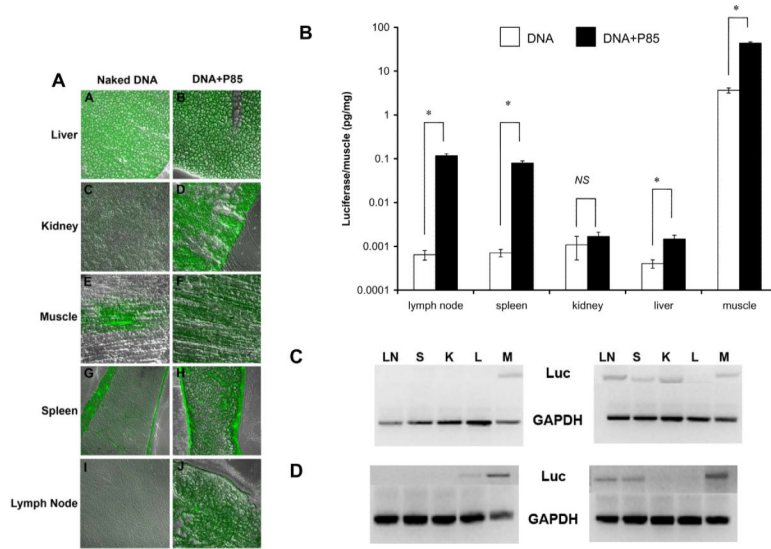 A
Naked DNA DNA+P85
Liver
A B
Kidney
C D
Muscle
E F
Spleen
G H
Lymph Node
I J
B
DNA DNA+P85
Luciferase/muscle (pg/mg)
100
10
1
0.1
0.01
0.001
0.0001
* * NS * *
lymph node spleen kidney liver muscle
C
LN S K L M LN S K L M
Luc
GAPDH
D
Luc
GAPDH